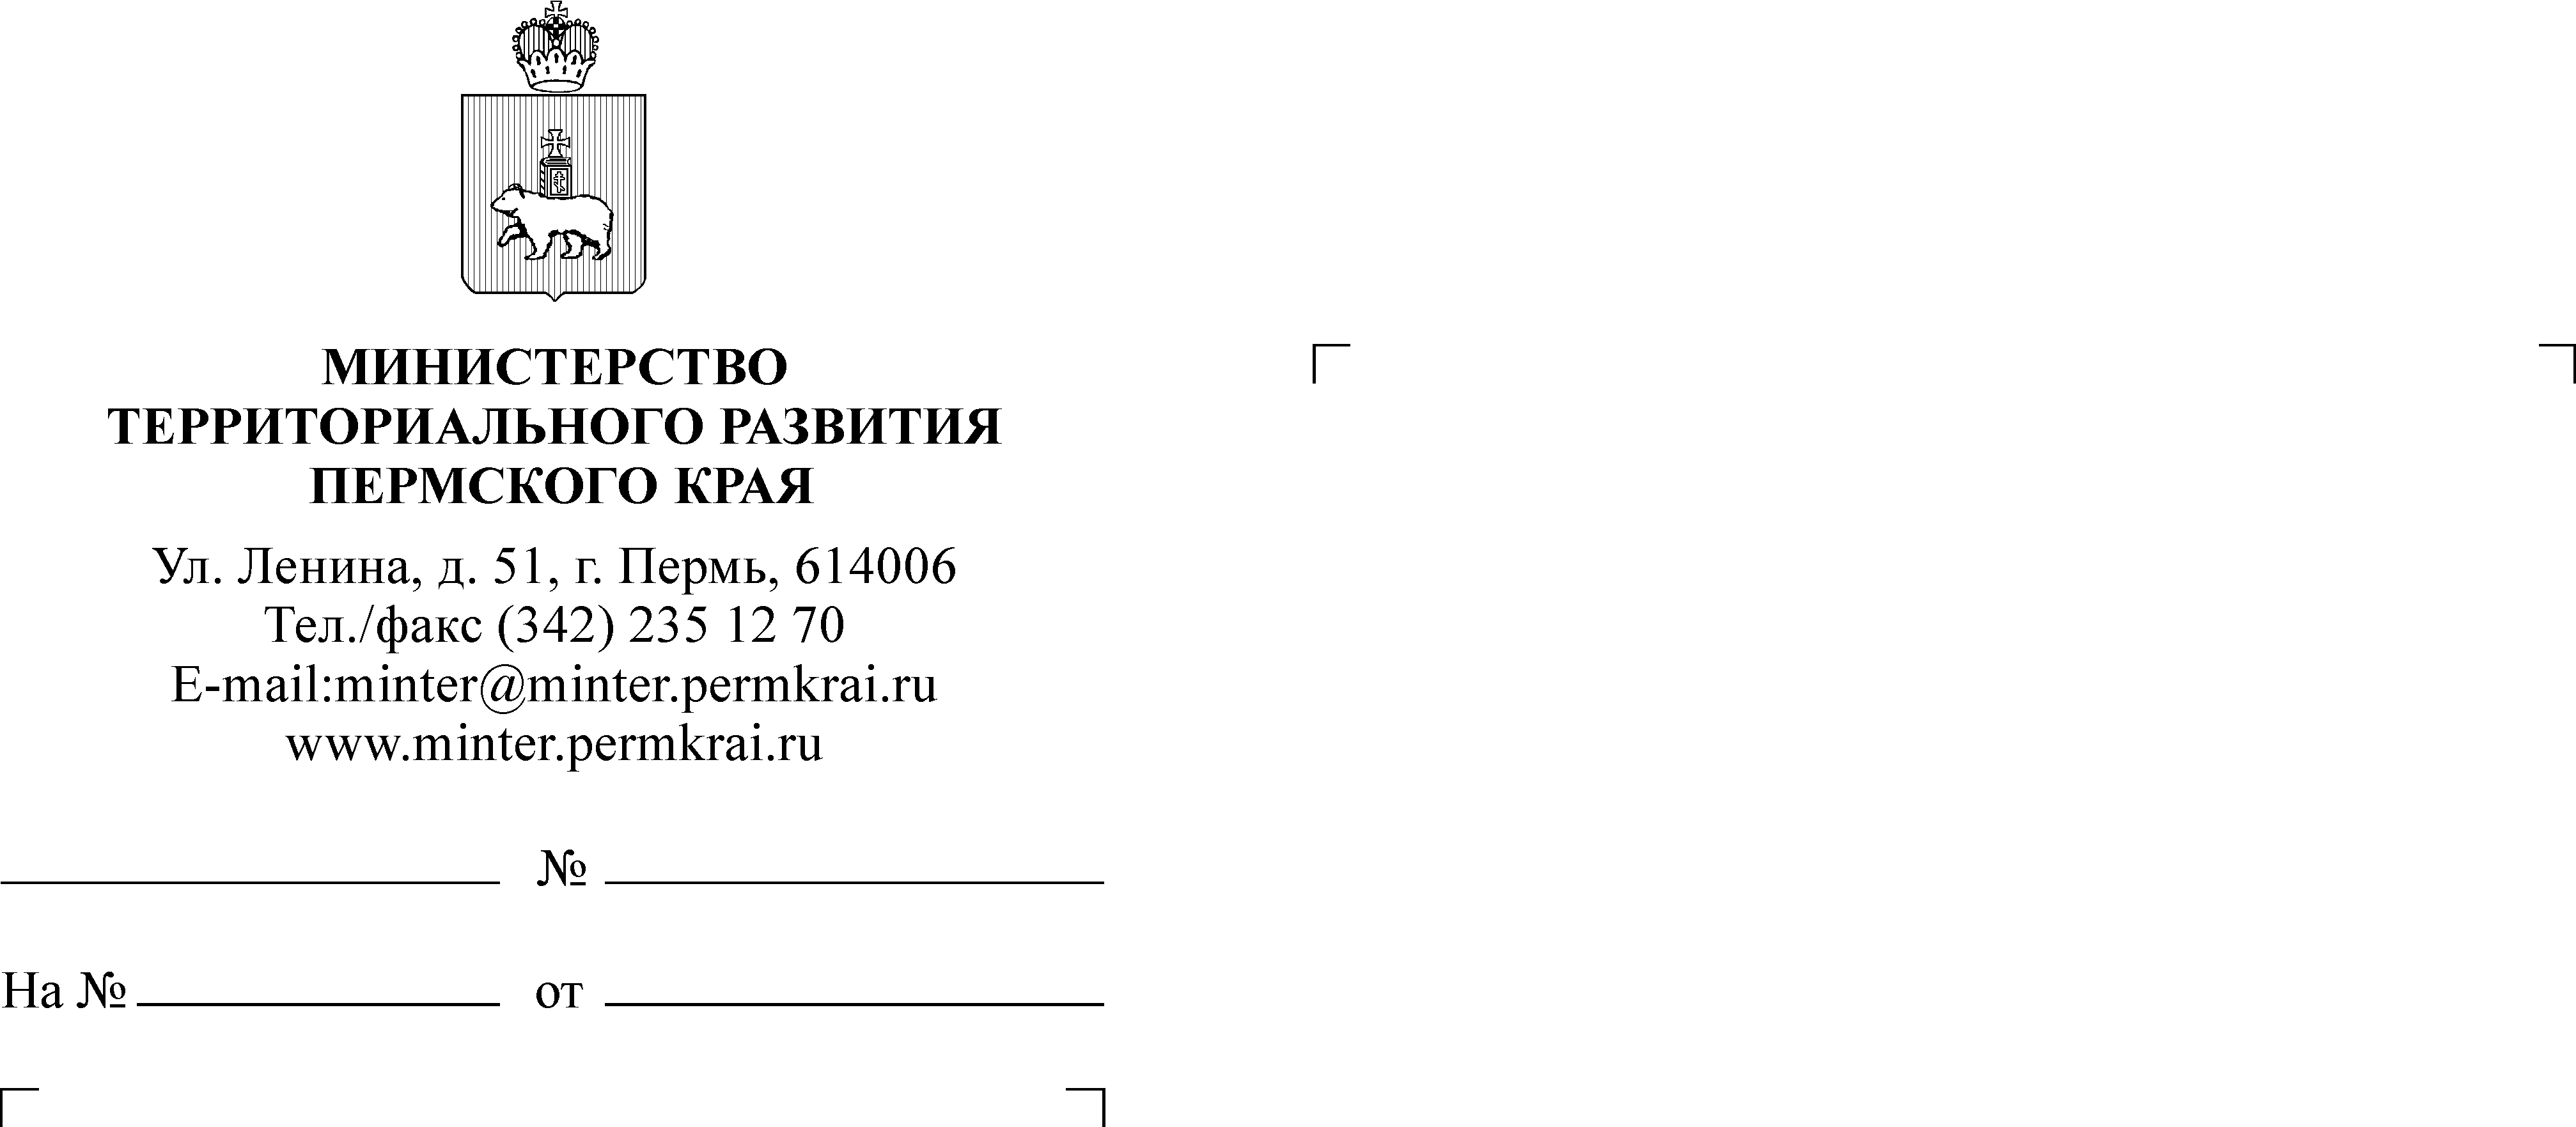 МИНИСТЕРСТВО
ТЕРРИТОРИАЛЬНОГО РАЗВИТИЯ
ПЕРМСКОГО КРАЯ
Ул. Ленина, д. 51, г. Пермь, 614006
Тел./факс (342) 235 12 70
E-mail:minter@minter.permkrai.ru
www.minter.permkrai.ru
№
На № от